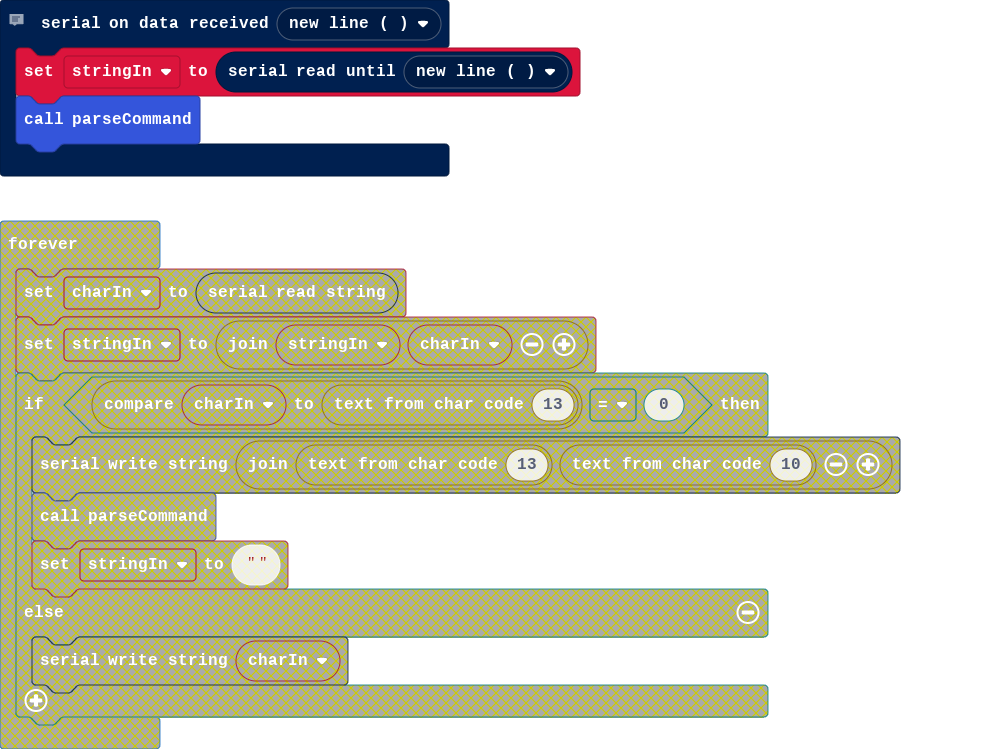 serial on data received new line ( )
set stringIn to serial read until new line ( )
call parseCommand
forever
set charIn to serial read string
set stringIn to join stringIn charIn
if compare charIn to text from char code 13 = 0 then
serial write string join text from char code 13 text from char code 10
call parseCommand
set stringIn to " "
else
serial write string charIn